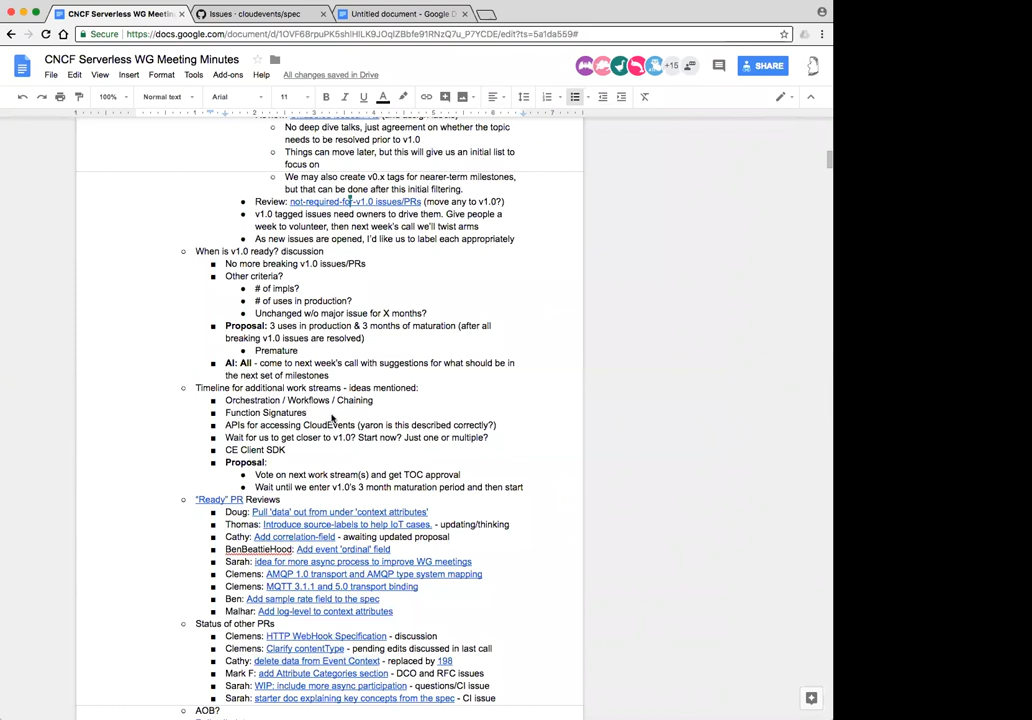 CNCF Serverless WG Meetin
Issues · cloudevents/spec
Untitled document - Google D
Secure https://docs.google.com/document/d/1OVF68rpuPK5shIHLK9JOqlZBbfe91RNzQ7u_P7YCDE/edit?ts=5a1da559#
CNCF Serverless WG Meeting Minutes
File Edit View Insert Format Tools Add-ons Help All changes saved in Drive
+15
SHARE
100% Normal text Arial 11 B I U A
1 2 3 4 5 6 7
No deep dive talks, just agreement on whether the topic
needs to be resolved prior to v1.0
Things can move later, but this will give us an initial list to
focus on
We may also create v0.x tags for nearer-term milestones,
but that can be done after this initial filtering.
Review: not-required-for-v1.0 issues/PRs (move any to v1.0?)
v1.0 tagged issues need owners to drive them. Give people a
week to volunteer, then next week's call we'll twist arms
As new issues are opened, I'd like us to label each appropriately
When is v1.0 ready? discussion
No more breaking v1.0 issues/PRs
Other criteria?
# of impls?
# of uses in production?
Unchanged w/o major issue for X months?
Proposal: 3 uses in production & 3 months of maturation (after all
breaking v1.0 issues are resolved)
Premature
AI: All - come to next week's call with suggestions for what should be in
the next set of milestones
Timeline for additional work streams - ideas mentioned:
Orchestration / Workflows / Chaining
Function Signatures
APIs for accessing CloudEvents (yaron is this described correctly?)
Wait for us to get closer to v1.0? Start now? Just one or multiple?
CE Client SDK
Proposal:
Vote on next work stream(s) and get TOC approval
Wait until we enter v1.0's 3 month maturation period and then start
"Ready" PR Reviews
Doug: Pull 'data' out from under 'context attributes'
Thomas: Introduce source-labels to help IoT cases. - updating/thinking
Cathy: Add correlation-field - awaiting updated proposal
BenBeattieHood: Add event 'ordinal' field
Sarah: idea for more async process to improve WG meetings
Clemens: AMQP 1.0 transport and AMQP type system mapping
Clemens: MQTT 3.1.1 and 5.0 transport binding
Ben: Add sample rate field to the spec
Malhar: Add log-level to context attributes
Status of other PRs
Clemens: HTTP WebHook Specification - discussion
Clemens: Clarify contentType - pending edits discussed in last call
Cathy: delete data from Event Context - replaced by 198
Mark F: add Attribute Categories section - DCO and RFC issues
Sarah: WIP: include more async participation - questions/CI issue
Sarah: starter doc explaining key concepts from the spec - CI issue
AOB?